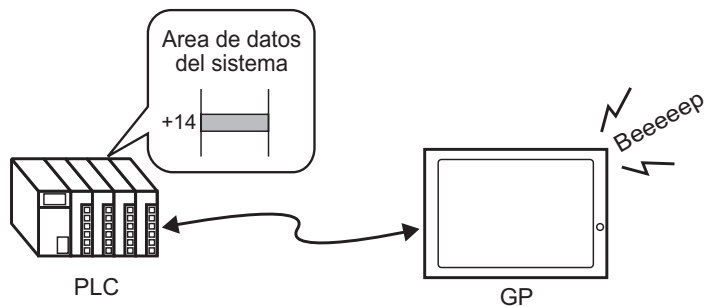 Area de datos
del sistema
+14
Beeeeep
PLC
GP